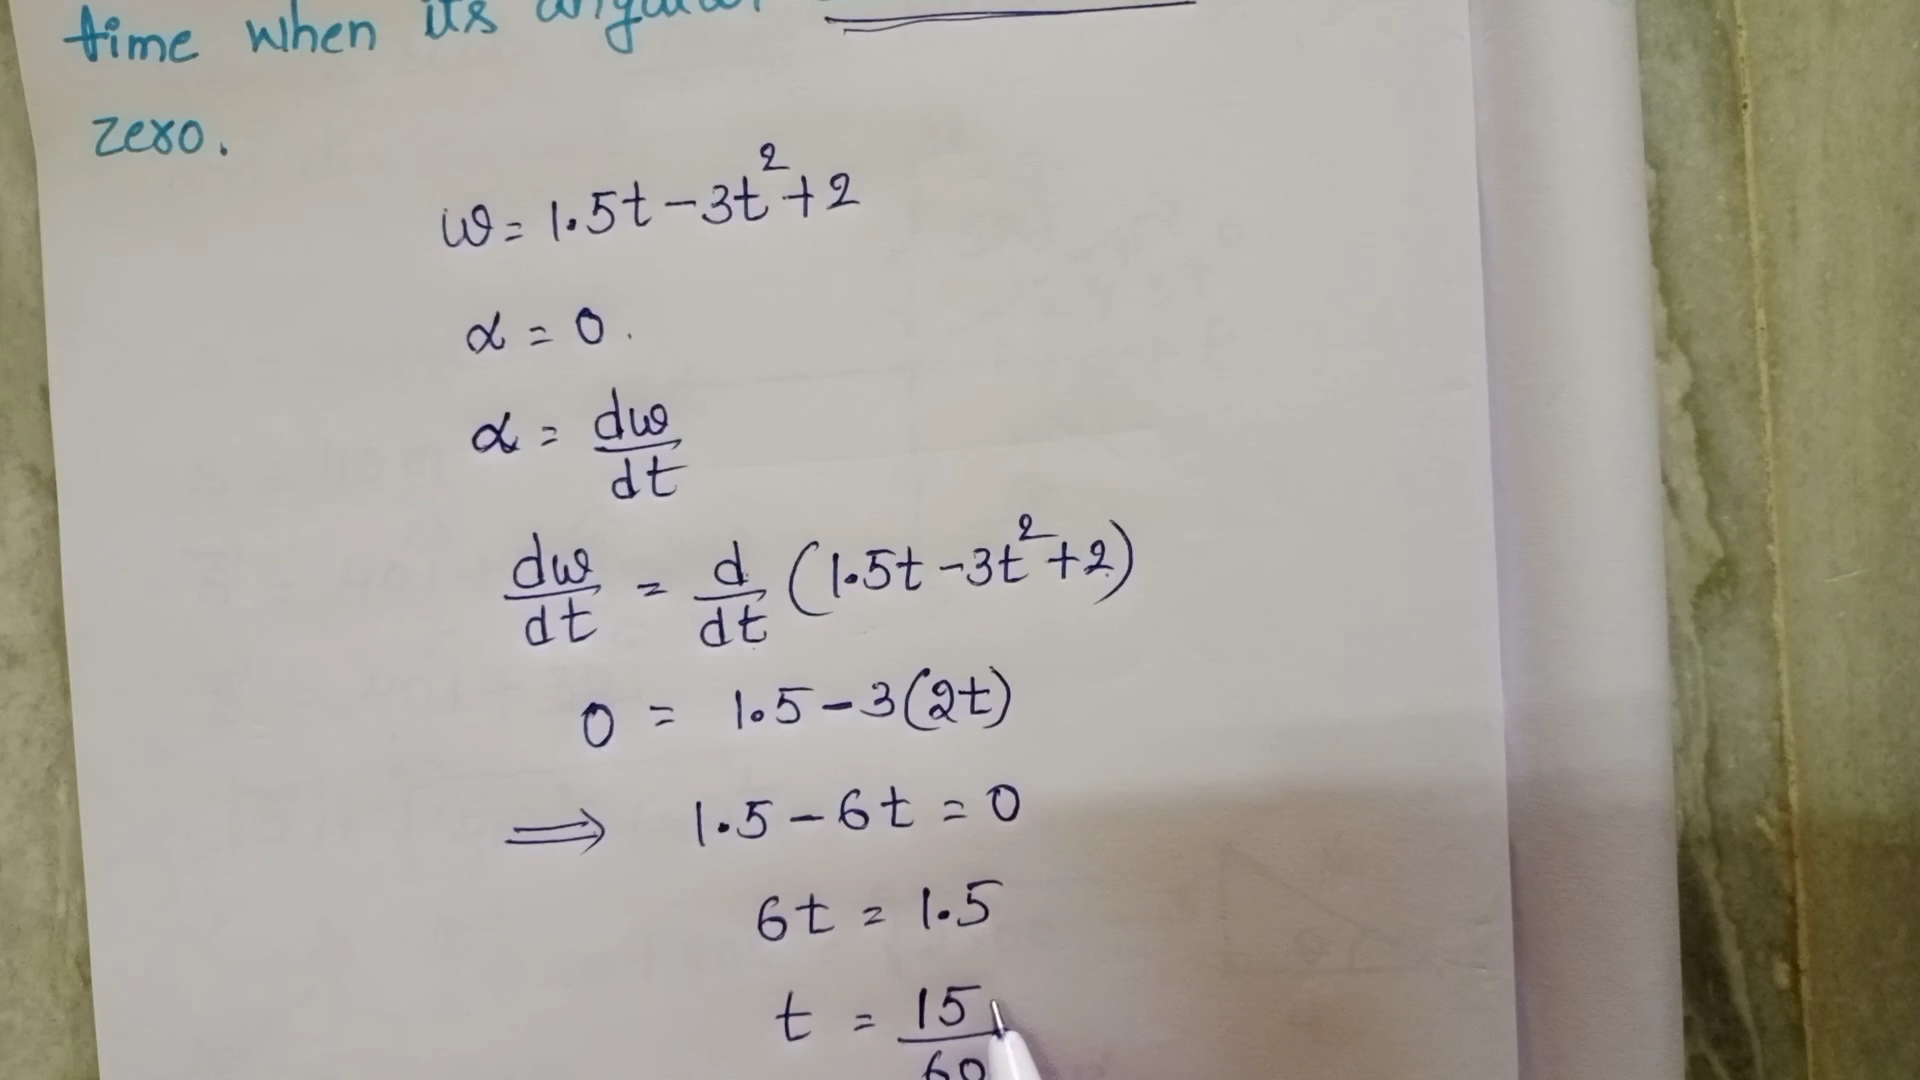 time when its angular
zero.
ω = 1.5t - 3t² + 2
α = 0.
α = dω/dt
dω/dt = d/dt (1.5t - 3t² + 2)
0 = 1.5 - 3(2t)
⟹ 1.5 - 6t = 0
6t = 1.5
t = 15/60